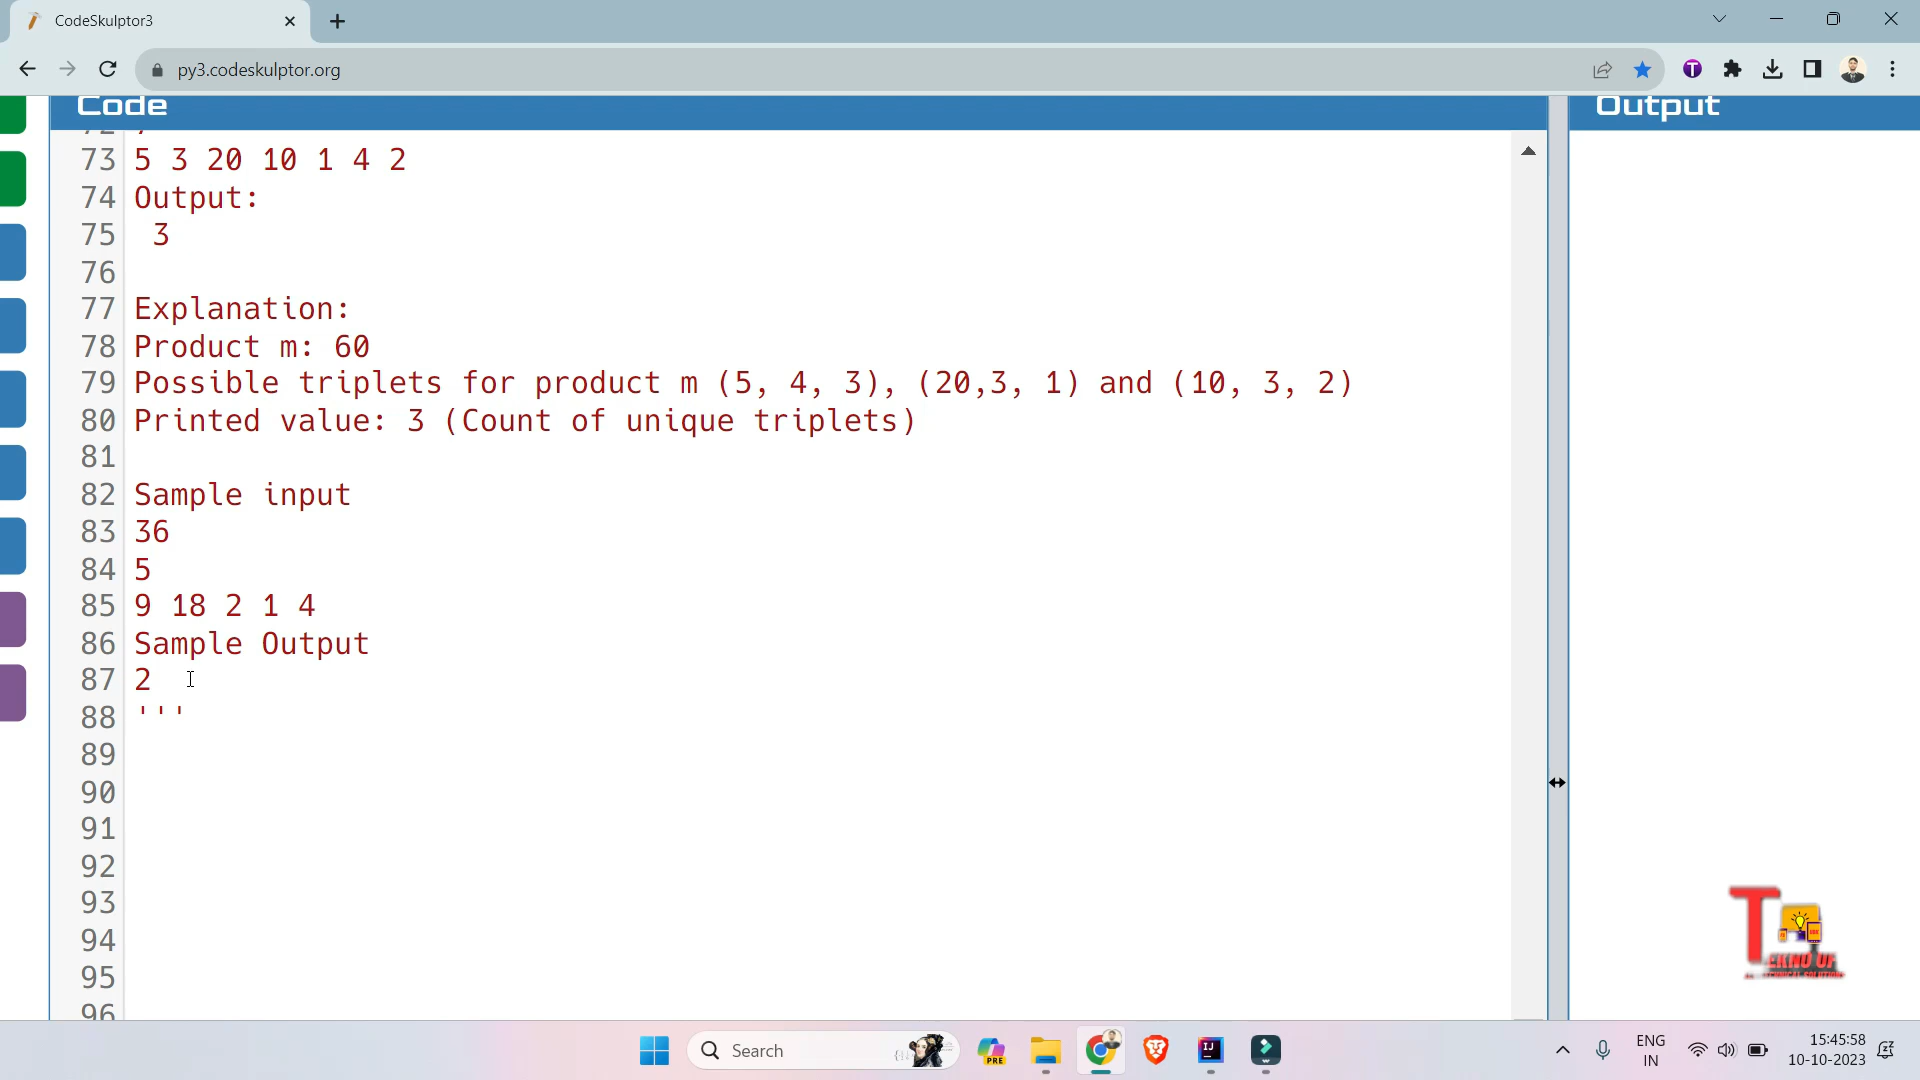 CodeSkulptor3
py3.codeskulptor.org
Code
Output
73 5 3 20 10 1 4 2
74 Output:
75 3
76
77 Explanation:
78 Product m: 60
79 Possible triplets for product m (5, 4, 3), (20,3, 1) and (10, 3, 2)
80 Printed value: 3 (Count of unique triplets)
81
82 Sample input
83 36
84 5
85 9 18 2 1 4
86 Sample Output
87 2
88 '''
89
90
91
92
93
94
95
96
Search
PRE
IJ
ENG
IN
15:45:58
10-10-2023